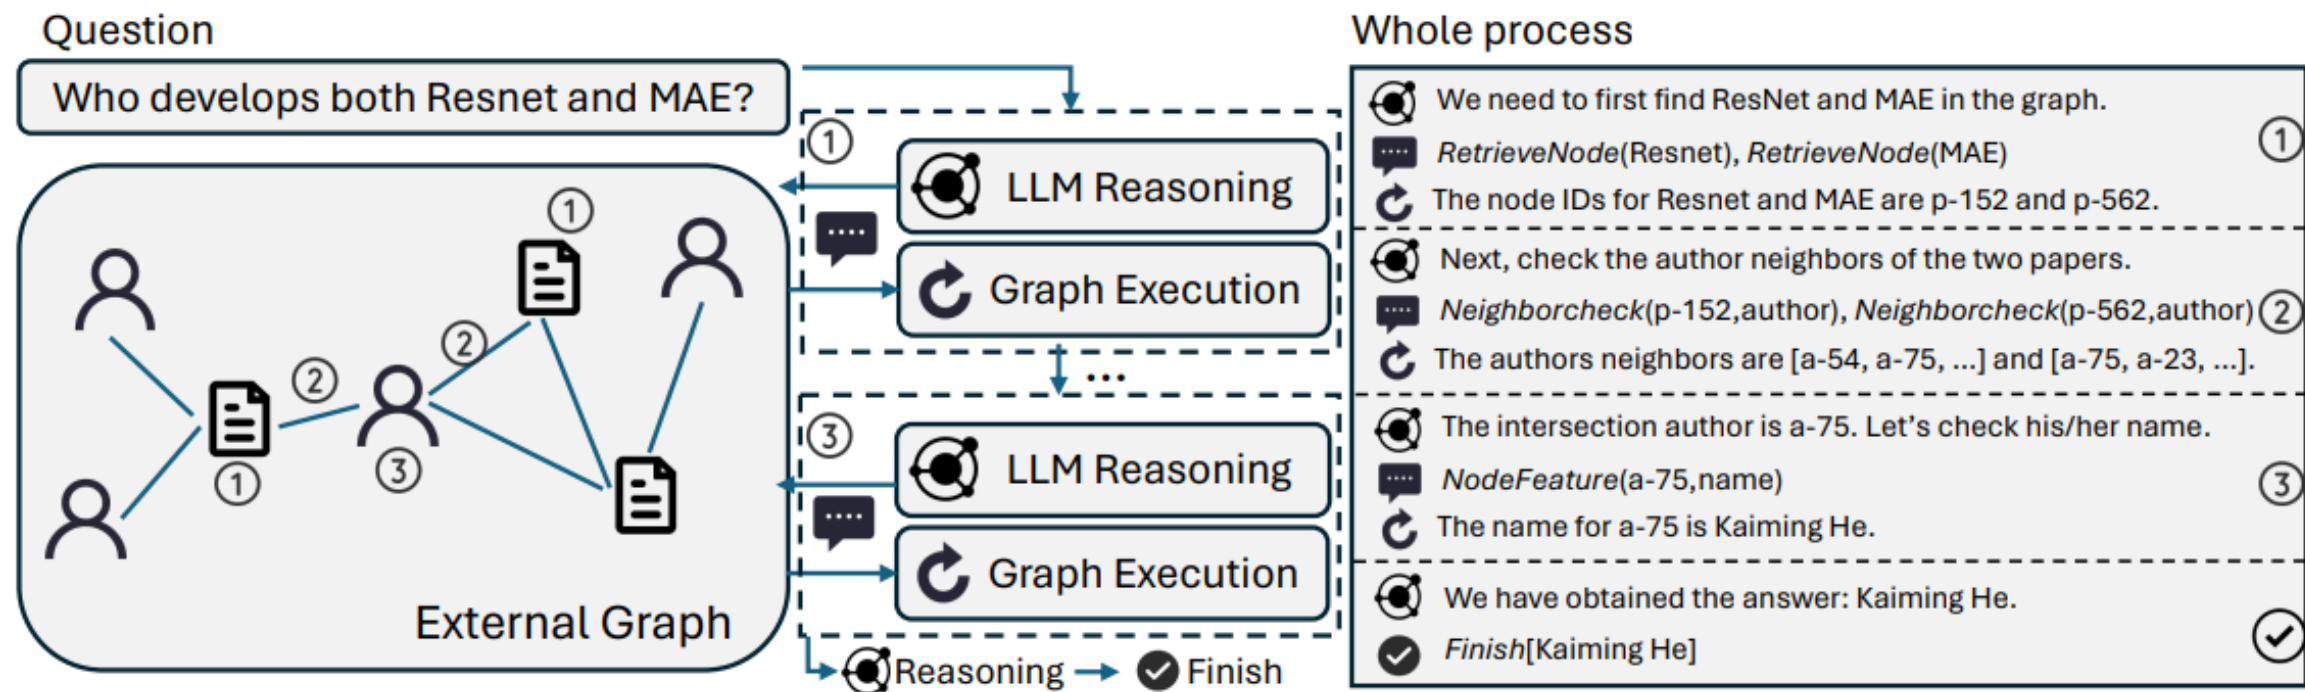 Question
Who develops both Resnet and MAE?
①
②
②
①
③
External Graph
①
LLM Reasoning
Graph Execution
...
③
LLM Reasoning
Graph Execution
Reasoning
Finish
Whole process
We need to first find ResNet and MAE in the graph.
RetrieveNode(Resnet), RetrieveNode(MAE)
①
The node IDs for Resnet and MAE are p-152 and p-562.
Next, check the author neighbors of the two papers.
Neighborcheck(p-152,author), Neighborcheck(p-562,author)
②
The authors neighbors are [a-54, a-75, ...] and [a-75, a-23, ...].
The intersection author is a-75. Let's check his/her name.
NodeFeature(a-75,name)
③
The name for a-75 is Kaiming He.
We have obtained the answer: Kaiming He.
Finish[Kaiming He]